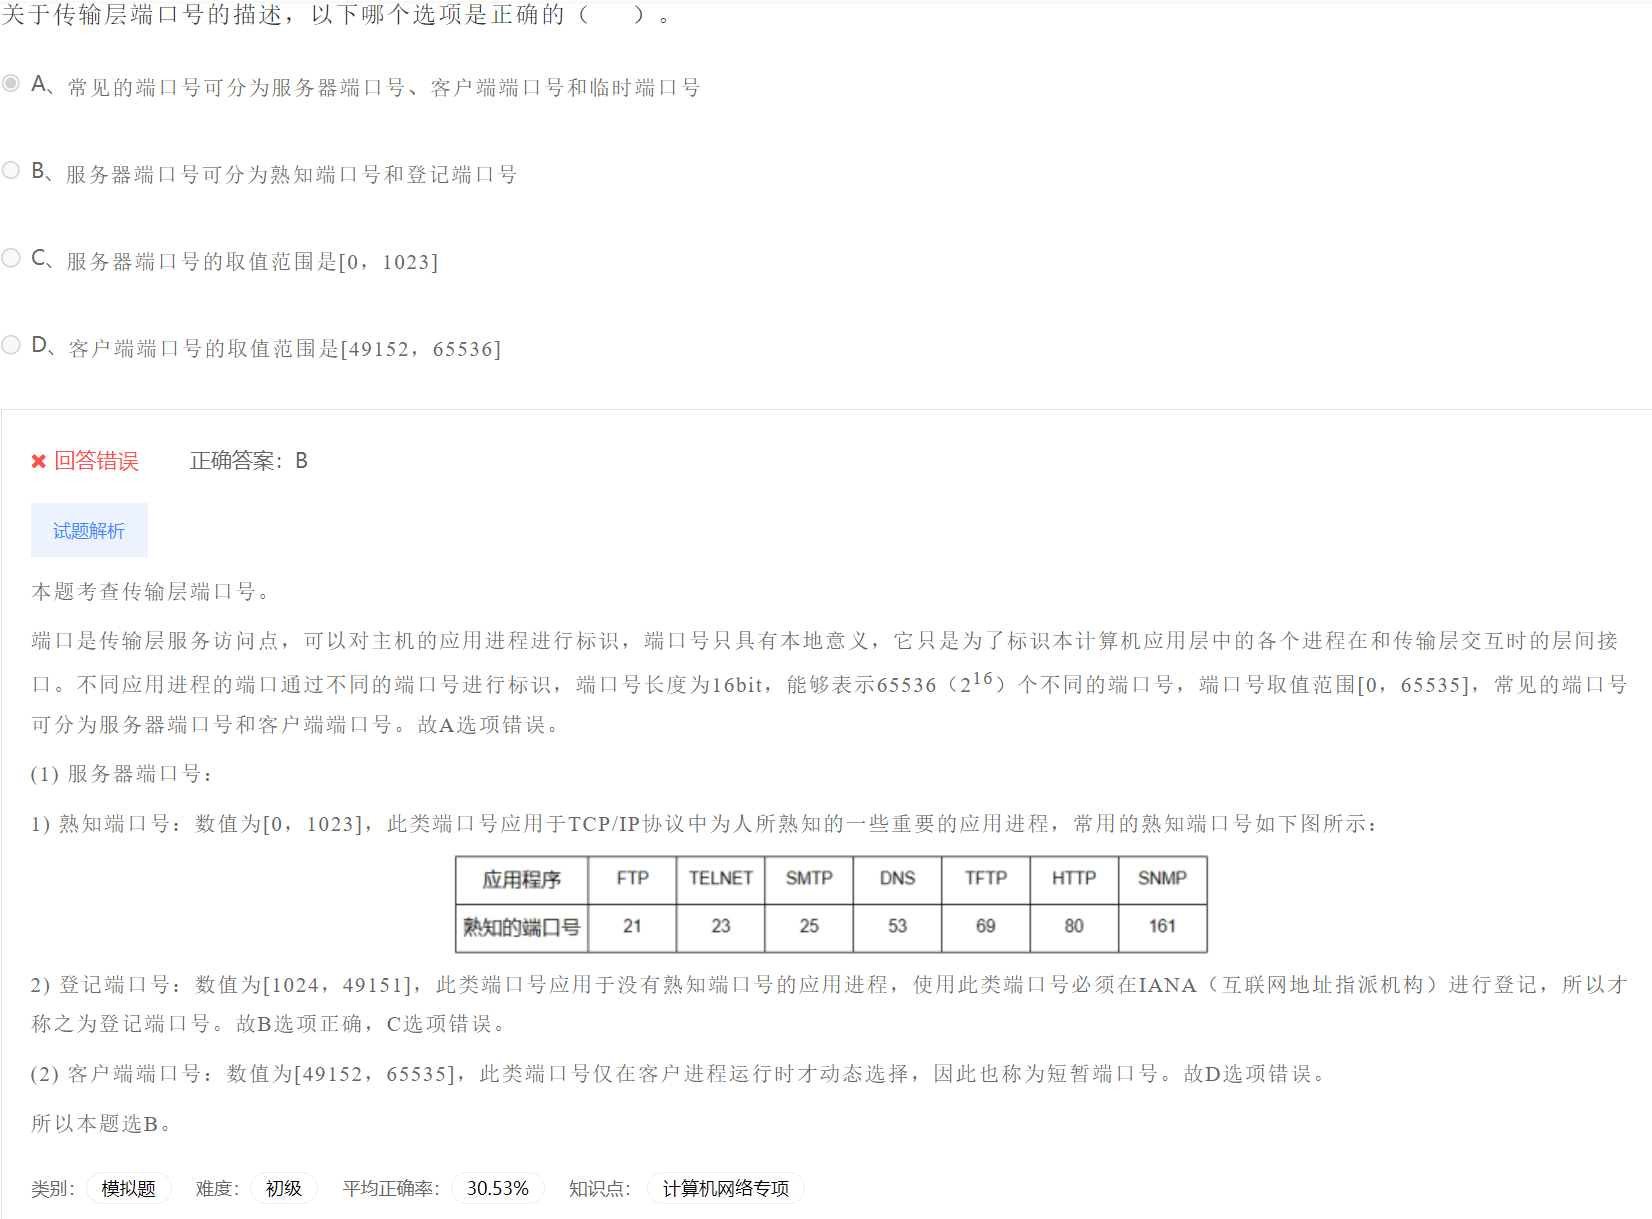 关于传输层端口号的描述，以下哪个选项是正确的（　　）。
A、常见的端口号可分为服务器端口号、客户端端口号和临时端口号
B、服务器端口号可分为熟知端口号和登记端口号
C、服务器端口号的取值范围是[0，1023]
D、客户端端口号的取值范围是[49152，65536]
回答错误 正确答案：B
试题解析
本题考查传输层端口号。
端口是传输层服务访问点，可以对主机的应用进程进行标识，端口号只具有本地意义，它只是为了标识本计算机应用层中的各个进程在和传输层交互时的层间接
口。不同应用进程的端口通过不同的端口号进行标识，端口号长度为16bit，能够表示65536（2^16）个不同的端口号，端口号取值范围[0，65535]，常见的端口号
可分为服务器端口号和客户端端口号。故A选项错误。
(1) 服务器端口号：
1) 熟知端口号：数值为[0，1023]，此类端口号应用于TCP/IP协议中为人所熟知的一些重要的应用进程，常用的熟知端口号如下图所示：
应用程序 FTP TELNET SMTP DNS TFTP HTTP SNMP
熟知的端口号 21 23 25 53 69 80 161
2) 登记端口号：数值为[1024，49151]，此类端口号应用于没有熟知端口号的应用进程，使用此类端口号必须在IANA（互联网地址指派机构）进行登记，所以才
称之为登记端口号。故B选项正确，C选项错误。
(2) 客户端端口号：数值为[49152，65535]，此类端口号仅在客户进程运行时才动态选择，因此也称为短暂端口号。故D选项错误。
所以本题选B。
类别： 模拟题 难度： 初级 平均正确率： 30.53% 知识点： 计算机网络专项